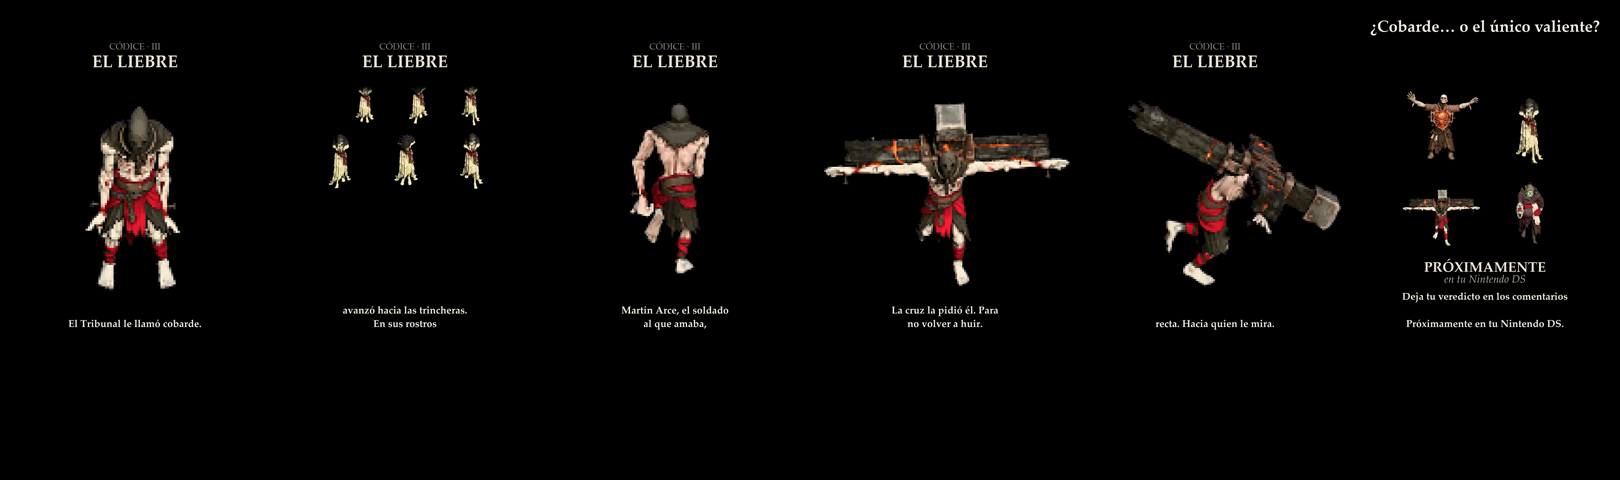 CÓDICE · III
EL LIEBRE
El Tribunal le llamó cobarde.
CÓDICE · III
EL LIEBRE
avanzó hacia las trincheras.
En sus rostros
CÓDICE · III
EL LIEBRE
Martín Arce, el soldado
al que amaba,
CÓDICE · III
EL LIEBRE
La cruz la pidió él. Para
no volver a huir.
CÓDICE · III
EL LIEBRE
recta. Hacia quien le mira.
¿Cobarde... o el único valiente?
PRÓXIMAMENTE
en tu Nintendo DS
Deja tu veredicto en los comentarios
Próximamente en tu Nintendo DS.